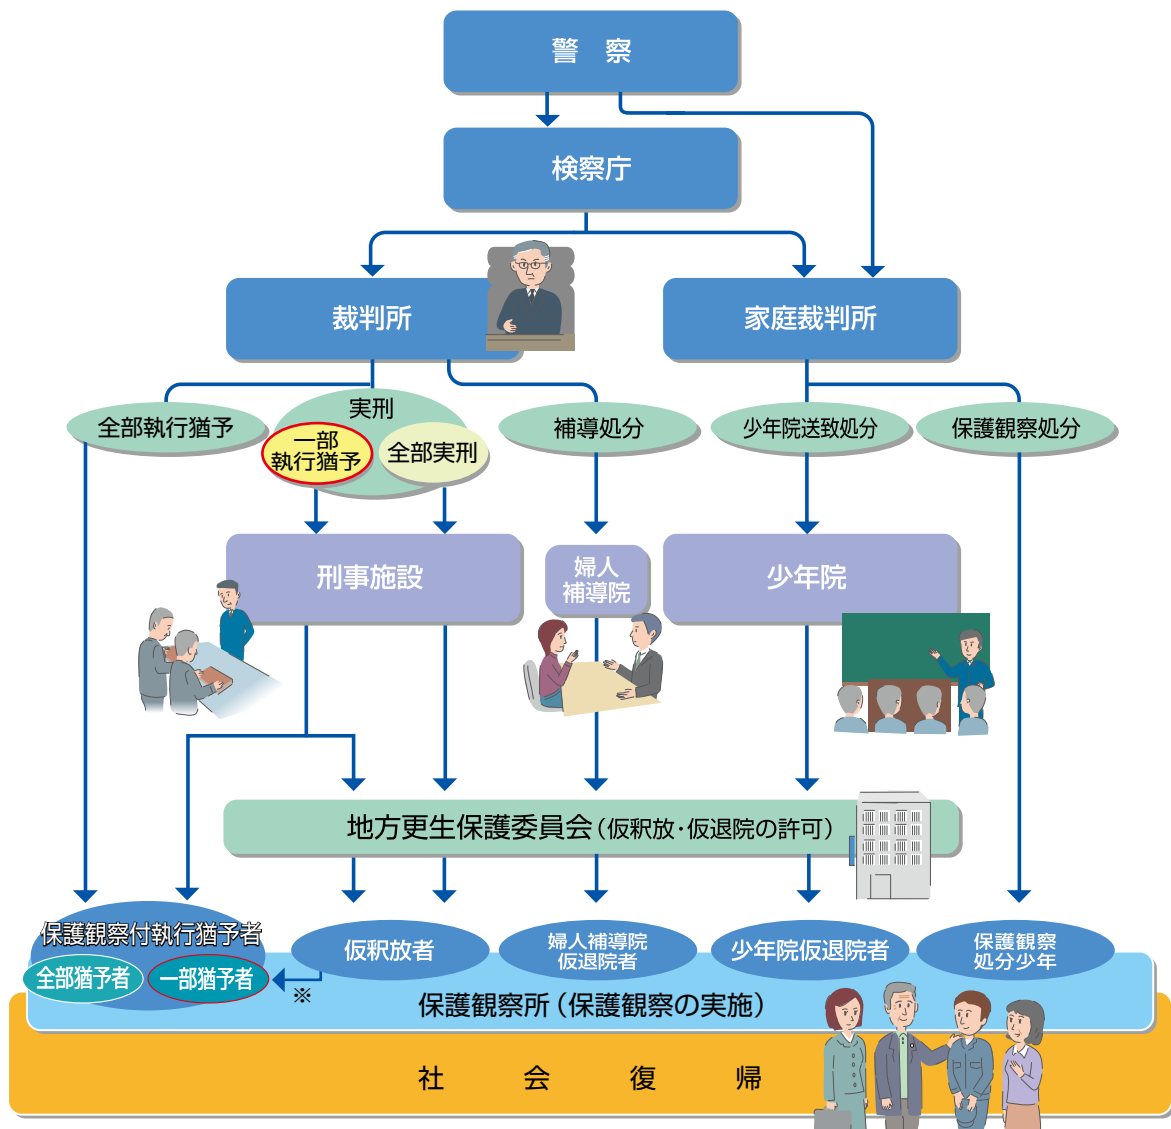 警　察
検察庁
裁判所
家庭裁判所
全部執行猶予
実刑
一部
執行猶予
全部実刑
補導処分
少年院送致処分
保護観察処分
刑事施設
婦人
補導院
少年院
地方更生保護委員会（仮釈放・仮退院の許可）
保護観察付執行猶予者
全部猶予者
一部猶予者
※
仮釈放者
婦人補導院
仮退院者
少年院仮退院者
保護観察
処分少年
保護観察所（保護観察の実施）
社　会　復　帰